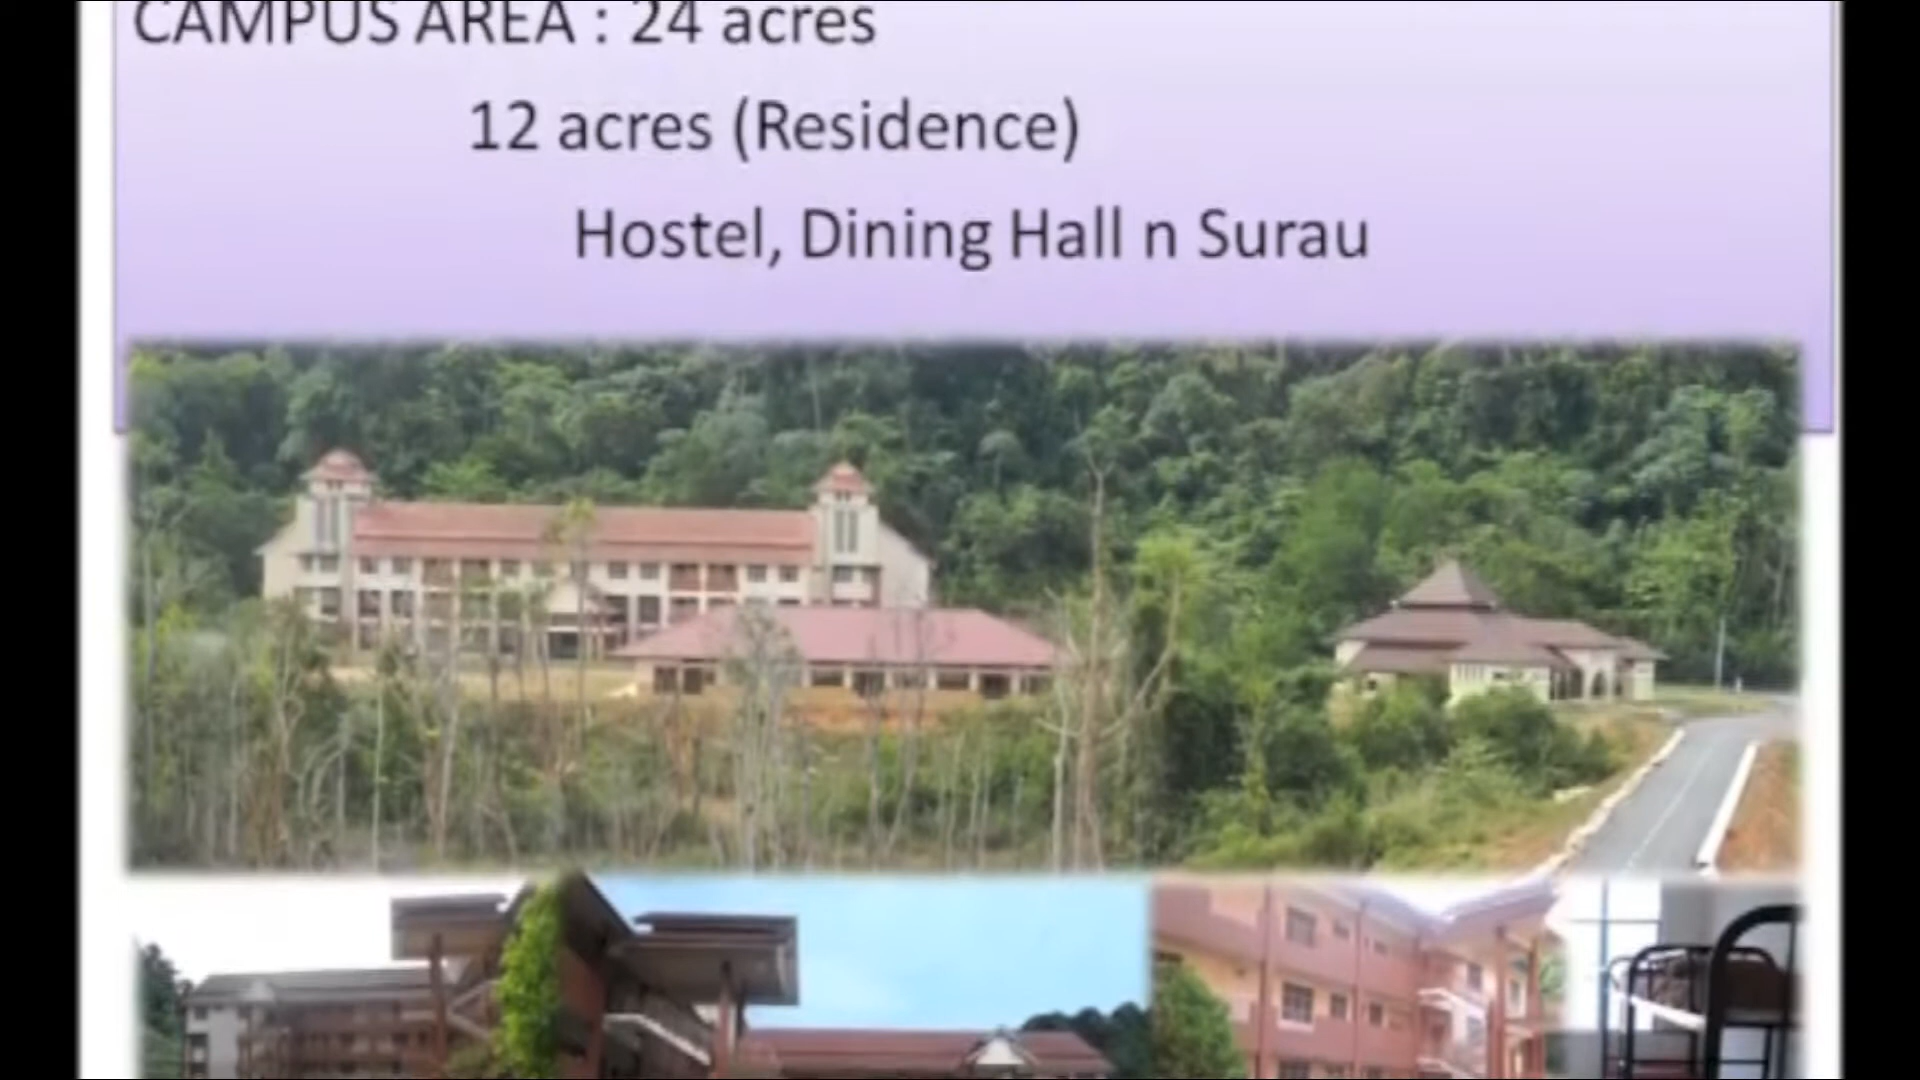 CAMPUS AREA : 24 acres
12 acres (Residence)
Hostel, Dining Hall n Surau